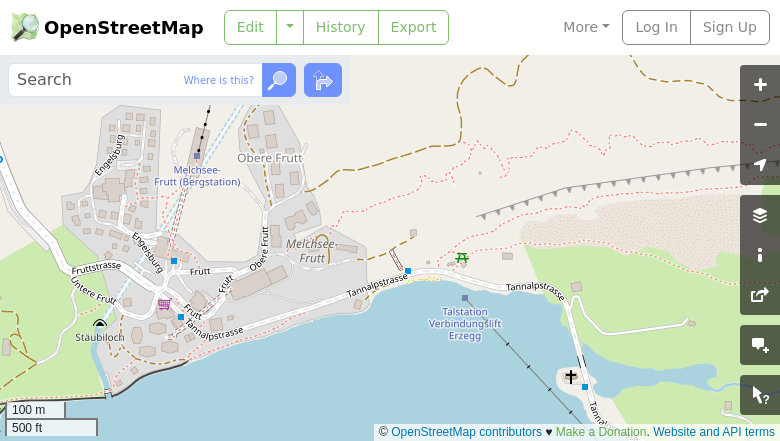 OpenStreetMap
Edit
History
Export
More
Log In
Sign Up
Search
Where is this?
Engelsburg
Melchsee-
Frutt (Bergstation)
Obere Frutt
Engelsburg
Obere Frutt
Melchsee-
Frutt
Fruttstrasse
Frutt
Untere Frutt
Frutt
Frutt
Tannalpstrasse
Tannalpstrasse
Tannalpstrasse
Stäubiloch
Talstation
Verbindungslift
Erzegg
100 m
500 ft
© OpenStreetMap contributors ♥ Make a Donation. Website and API terms